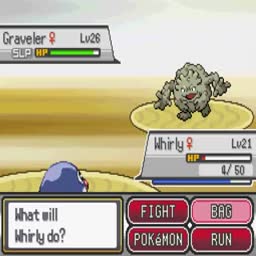 Graveler♀ Lv26
SLP HP
Whirly♀ Lv21
HP
4/50
What will
Whirly do?
FIGHT
BAG
POKéMON
RUN